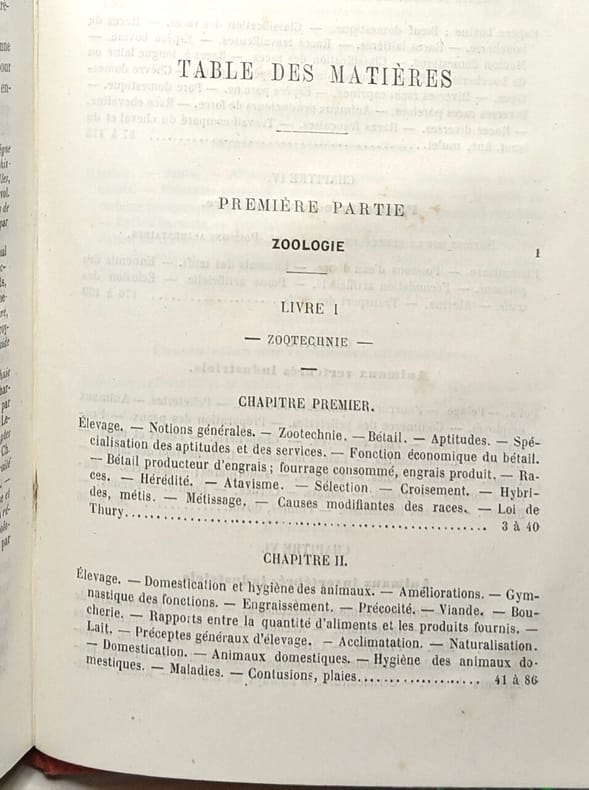 TABLE DES MATIÈRES
PREMIÈRE PARTIE
ZOOLOGIE 1
LIVRE I
— ZOOTECHNIE —
CHAPITRE PREMIER.
Élevage. — Notions générales. — Zootechnie. — Bétail. — Aptitudes. — Spé-
cialisation des aptitudes et des services. — Fonction économique du bétail.
— Bétail producteur d'engrais; fourrage consommé, engrais produit. — Ra-
ces. — Hérédité. — Atavisme. — Sélection. — Croisement. — Hybri-
des, métis. — Métissage. — Causes modifiantes des races. — Loi de
Thury.................................................. 3 à 40
CHAPITRE II.
Élevage. — Domestication et hygiène des animaux. — Améliorations. — Gym-
nastique des fonctions. — Engraissement. — Précocité. — Viande. — Bou-
cherie. — Rapports entre la quantité d'aliments et les produits fournis. —
Lait. — Préceptes généraux d'élevage. — Acclimatation. — Naturalisation.
— Domestication. — Animaux domestiques. — Hygiène des animaux do-
mestiques. — Maladies. — Contusions, plaies.................... 41 à 86